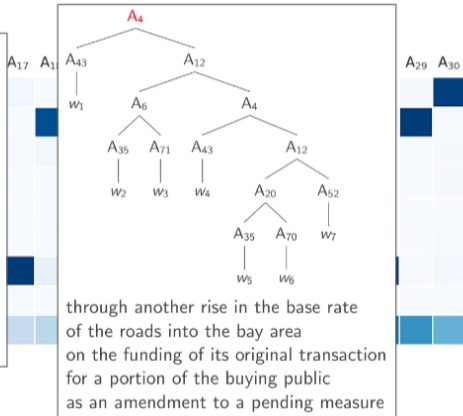 A4
A17 A43 A12 A29 A30
w1 A6 A4
A35 A71 A43 A12
w2 w3 w4 A20 A52
A35 A70 w7
w5 w6
through another rise in the base rate
of the roads into the bay area
on the funding of its original transaction
for a portion of the buying public
as an amendment to a pending measure